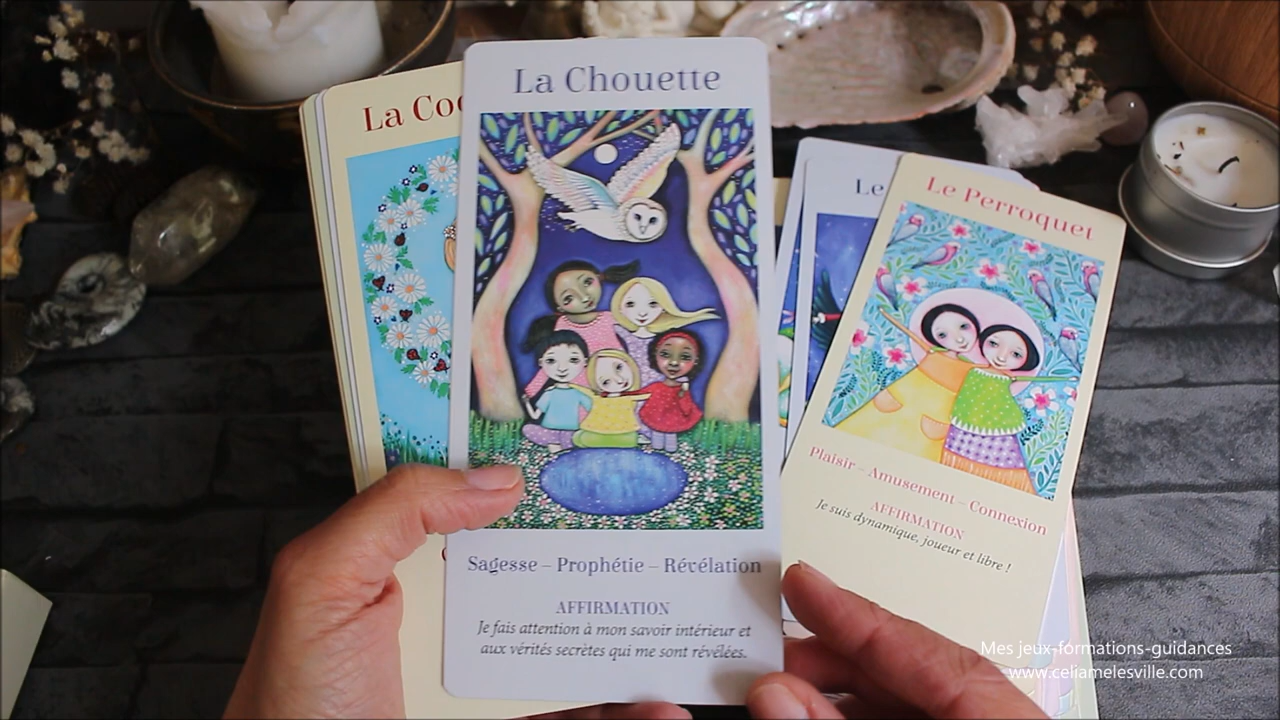 La Chouette
Sagesse – Prophétie – Révélation
AFFIRMATION
Je fais attention à mon savoir intérieur et
aux vérités secrètes qui me sont révélées.
La
Le
Le Perroquet
Plaisir – Amusement – Connexion
AFFIRMATION
Je suis dynamique, joueur et libre !
Mes jeux-formations-guidances
www.celiamelesville.com